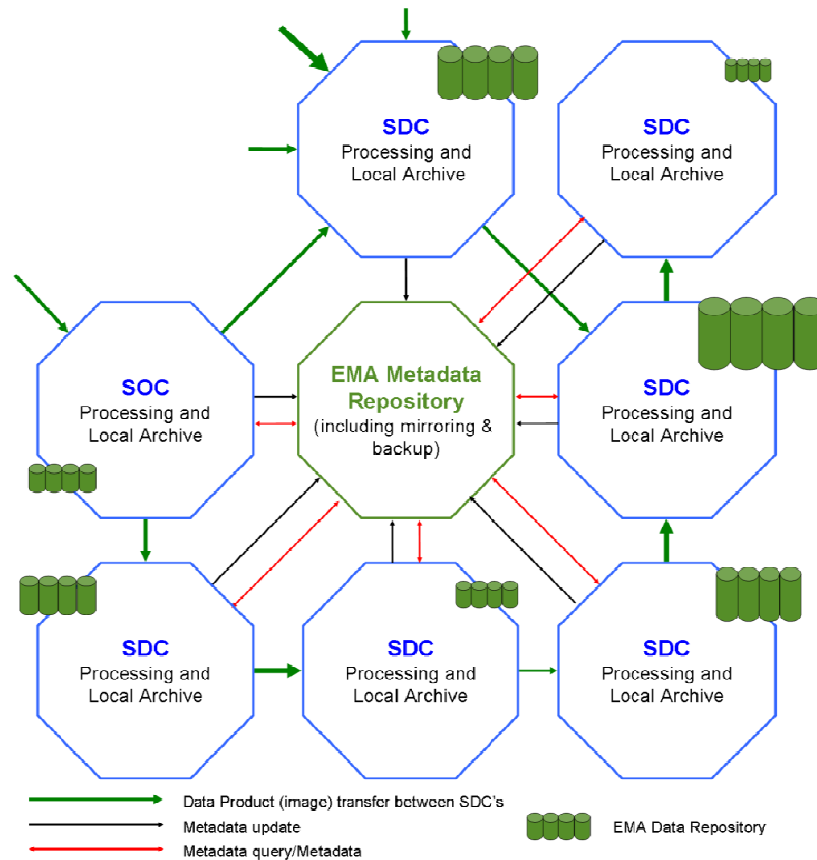 SDC
Processing and
Local Archive
SDC
Processing and
Local Archive
SOC
Processing and
Local Archive
EMA Metadata
Repository
(including mirroring &
backup)
SDC
Processing and
Local Archive
SDC
Processing and
Local Archive
SDC
Processing and
Local Archive
SDC
Processing and
Local Archive
Data Product (image) transfer between SDC's
Metadata update
Metadata query/Metadata
EMA Data Repository